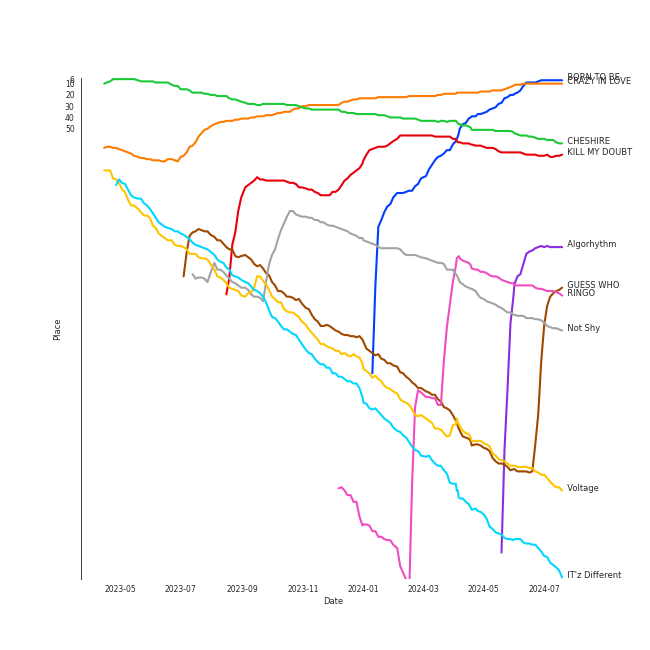 6
10
20
30
40
50
Place
BORN TO BE
CRAZY IN LOVE
CHESHIRE
KILL MY DOUBT
Algorhythm
GUESS WHO
RINGO
Not Shy
Voltage
IT'z Different
2023-05 2023-07 2023-09 2023-11 2024-01 2024-03 2024-05 2024-07
Date